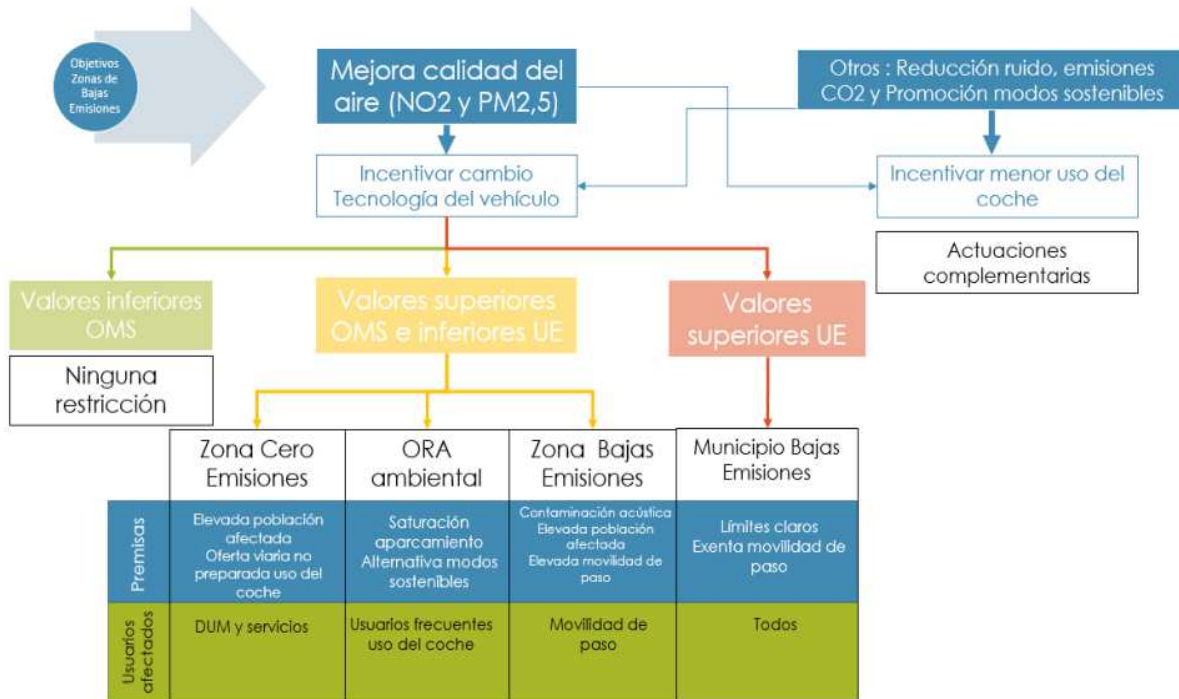 Objetivos
Zonas de
Bajas
Emisiones
Mejora calidad del
aire (NO2 y PM2,5)
Otros : Reducción ruido, emisiones
CO2 y Promoción modos sostenibles
Incentivar cambio
Tecnología del vehículo
Incentivar menor uso del
coche
Actuaciones
complementarias
Valores inferiores
OMS
Valores superiores
OMS e inferiores UE
Valores
superiores UE
Ninguna
restricción
Zona Cero
Emisiones
ORA
ambiental
Zona Bajas
Emisiones
Municipio Bajas
Emisiones
Premisas
Elevada población
afectada
Oferta viaria no
preparada uso del
coche
Saturación
aparcamiento
Alternativa modos
sostenibles
Contaminación acústica
Elevada población
afectada
Elevada movilidad de
paso
Límites claros
Exenta movilidad de
paso
Usuarios
afectados
DUM y servicios
Usuarios frecuentes
uso del coche
Movilidad de
paso
Todos